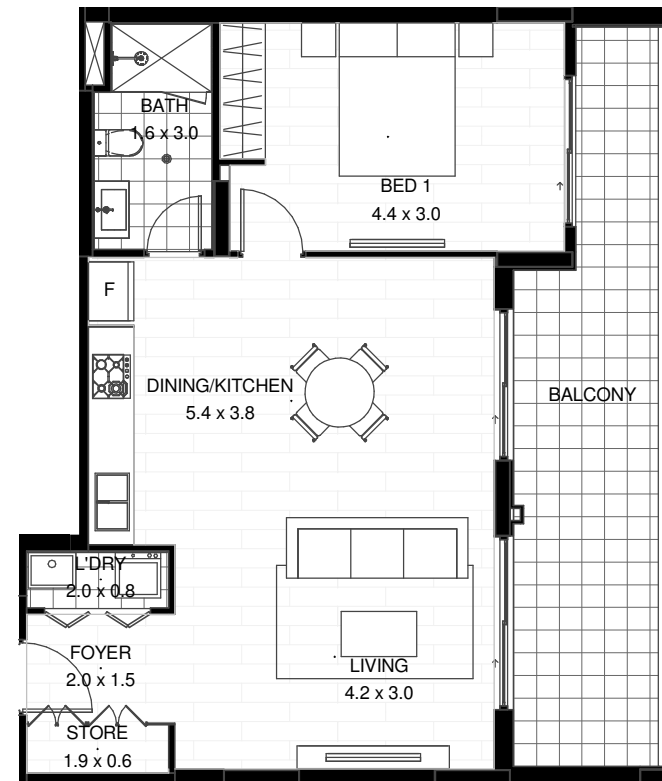 BATH
1.6 x 3.0
BED 1
4.4 x 3.0
F
DINING/KITCHEN
5.4 x 3.8
BALCONY
L'DRY
2.0 x 0.8
FOYER
2.0 x 1.5
LIVING
4.2 x 3.0
STORE
1.9 x 0.6